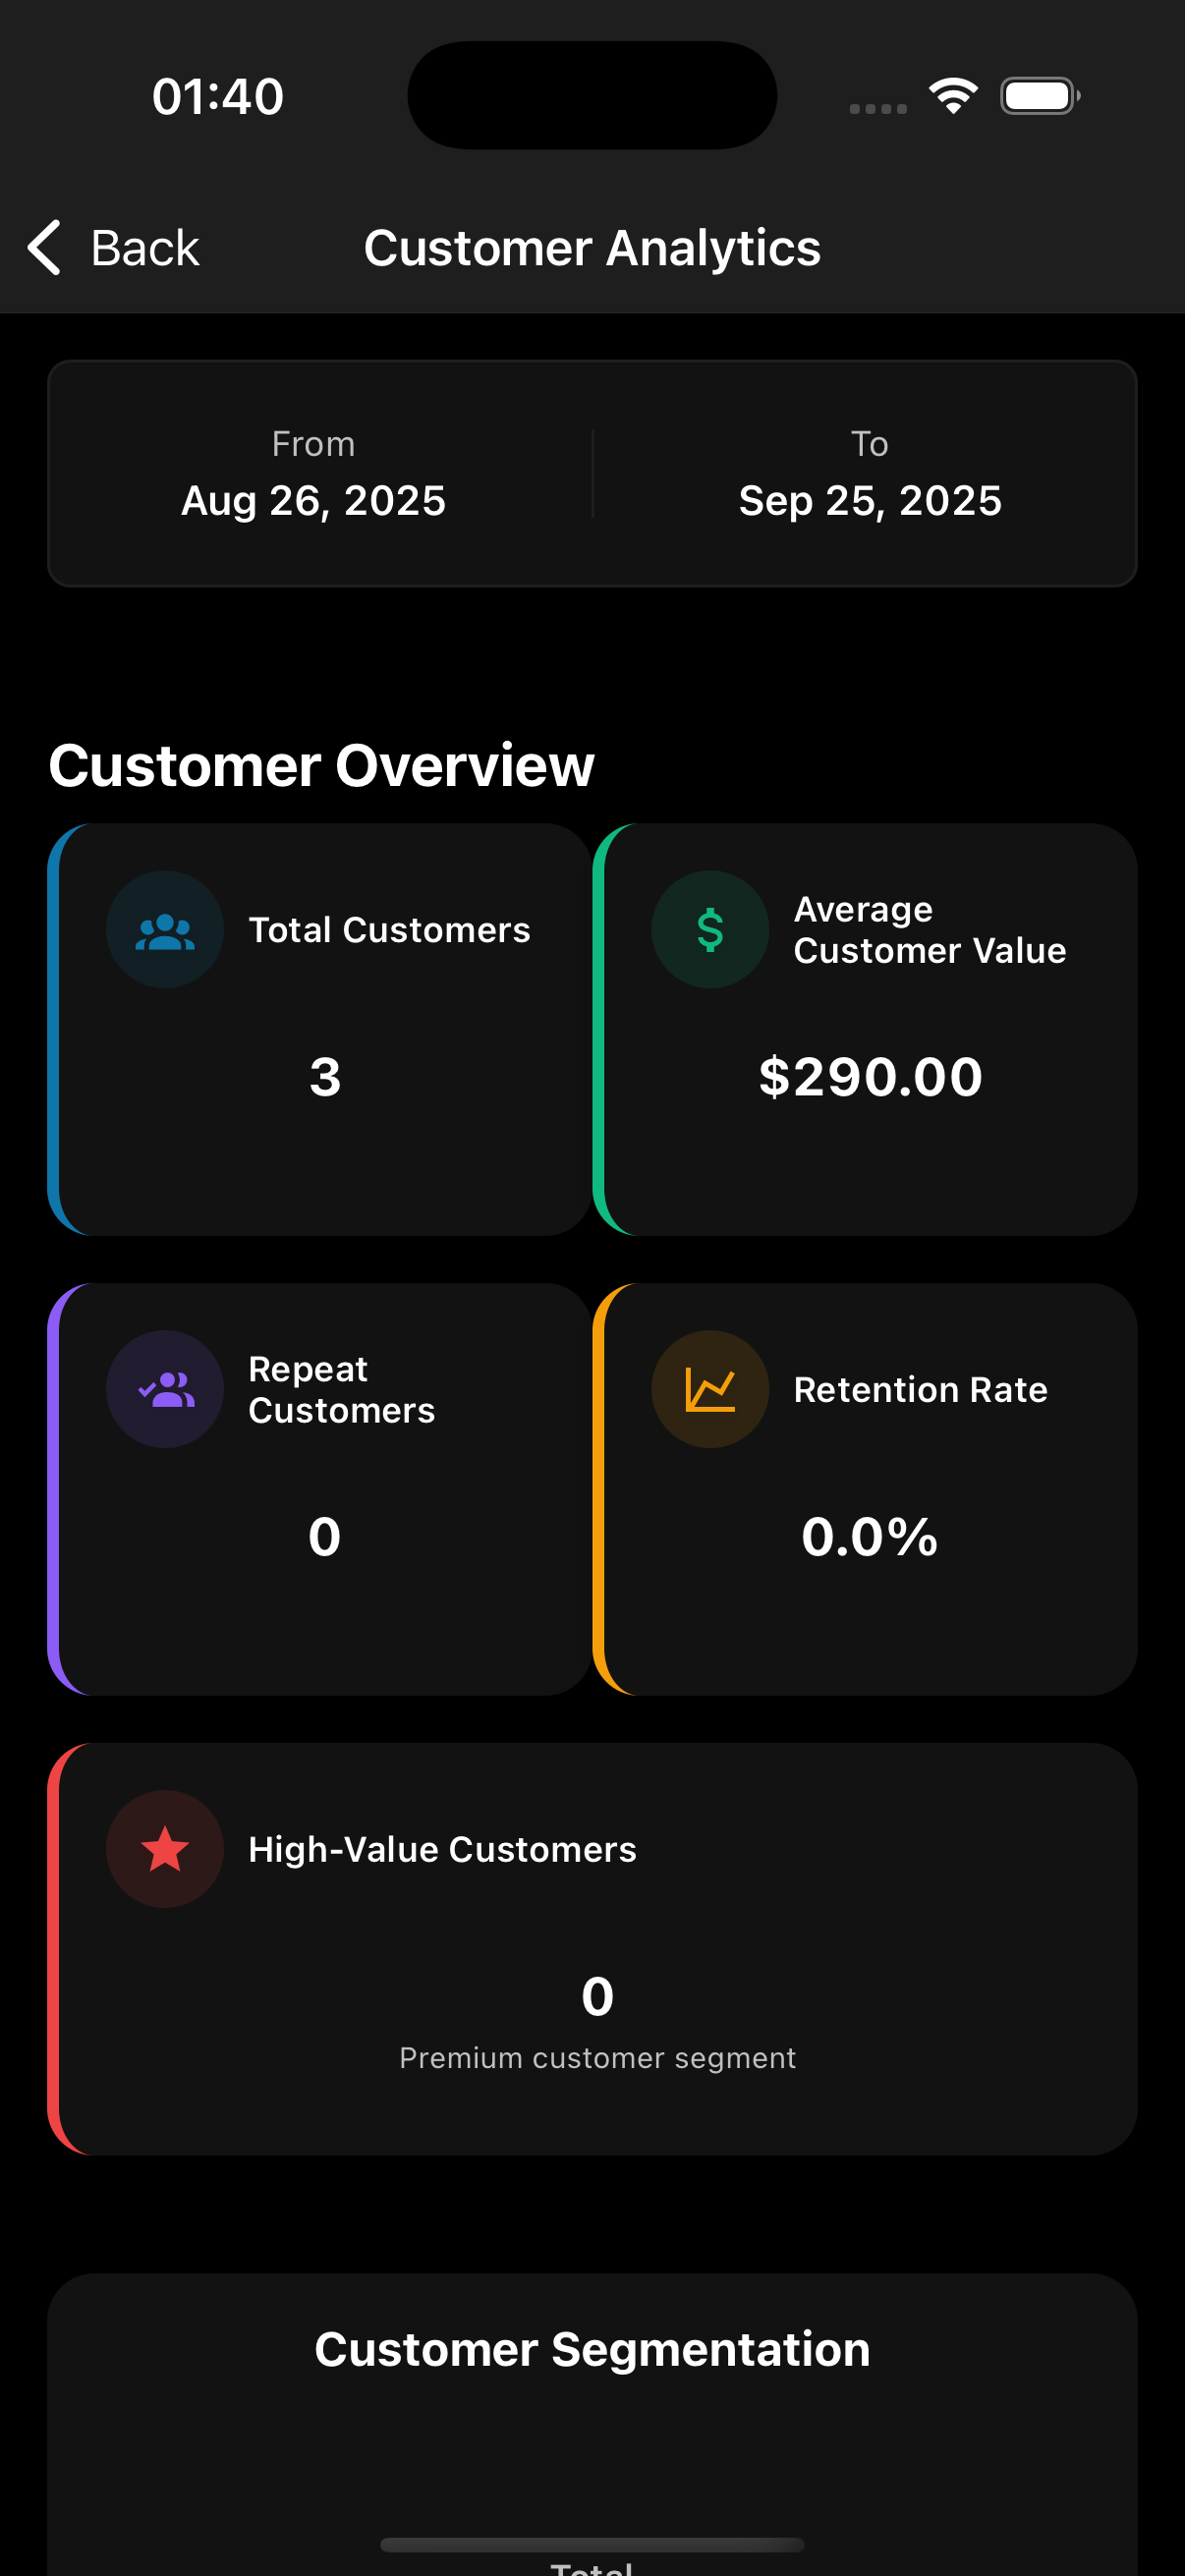 01:40
Back
Customer Analytics
From
To
Aug 26, 2025
Sep 25, 2025
Customer Overview
Total Customers
3
Average
Customer Value
$290.00
Repeat
Customers
0
Retention Rate
0.0%
High-Value Customers
0
Premium customer segment
Customer Segmentation
Total